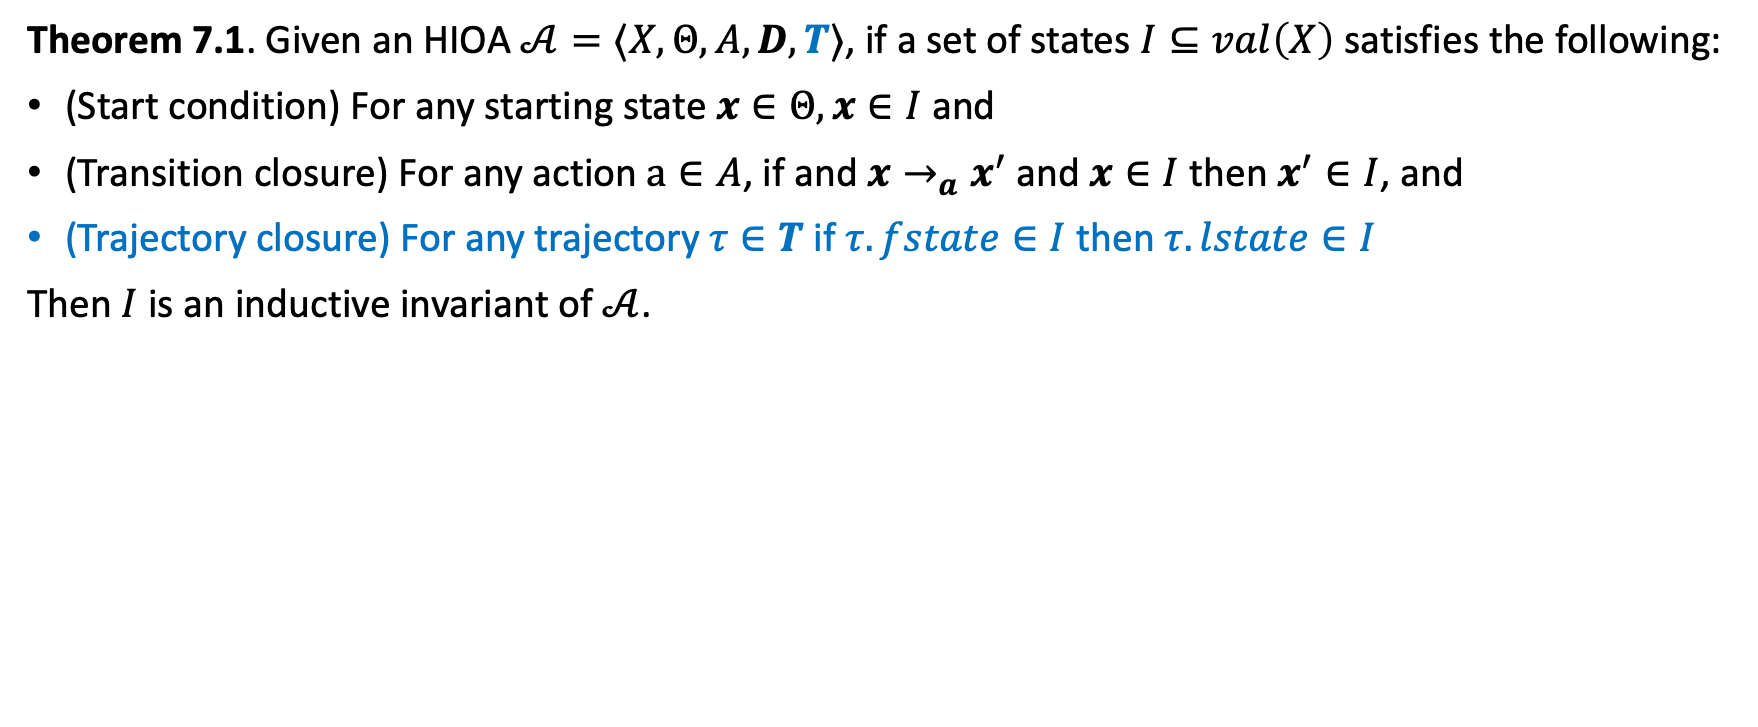 Theorem 7.1. Given an HIOA 𝒜 = ⟨X, Θ, A, D, T⟩, if a set of states I ⊆ val(X) satisfies the following:
• (Start condition) For any starting state x ∈ Θ, x ∈ I and
• (Transition closure) For any action a ∈ A, if and x →ₐ x′ and x ∈ I then x′ ∈ I, and
• (Trajectory closure) For any trajectory τ ∈ T if τ.fstate ∈ I then τ.lstate ∈ I
Then I is an inductive invariant of 𝒜.